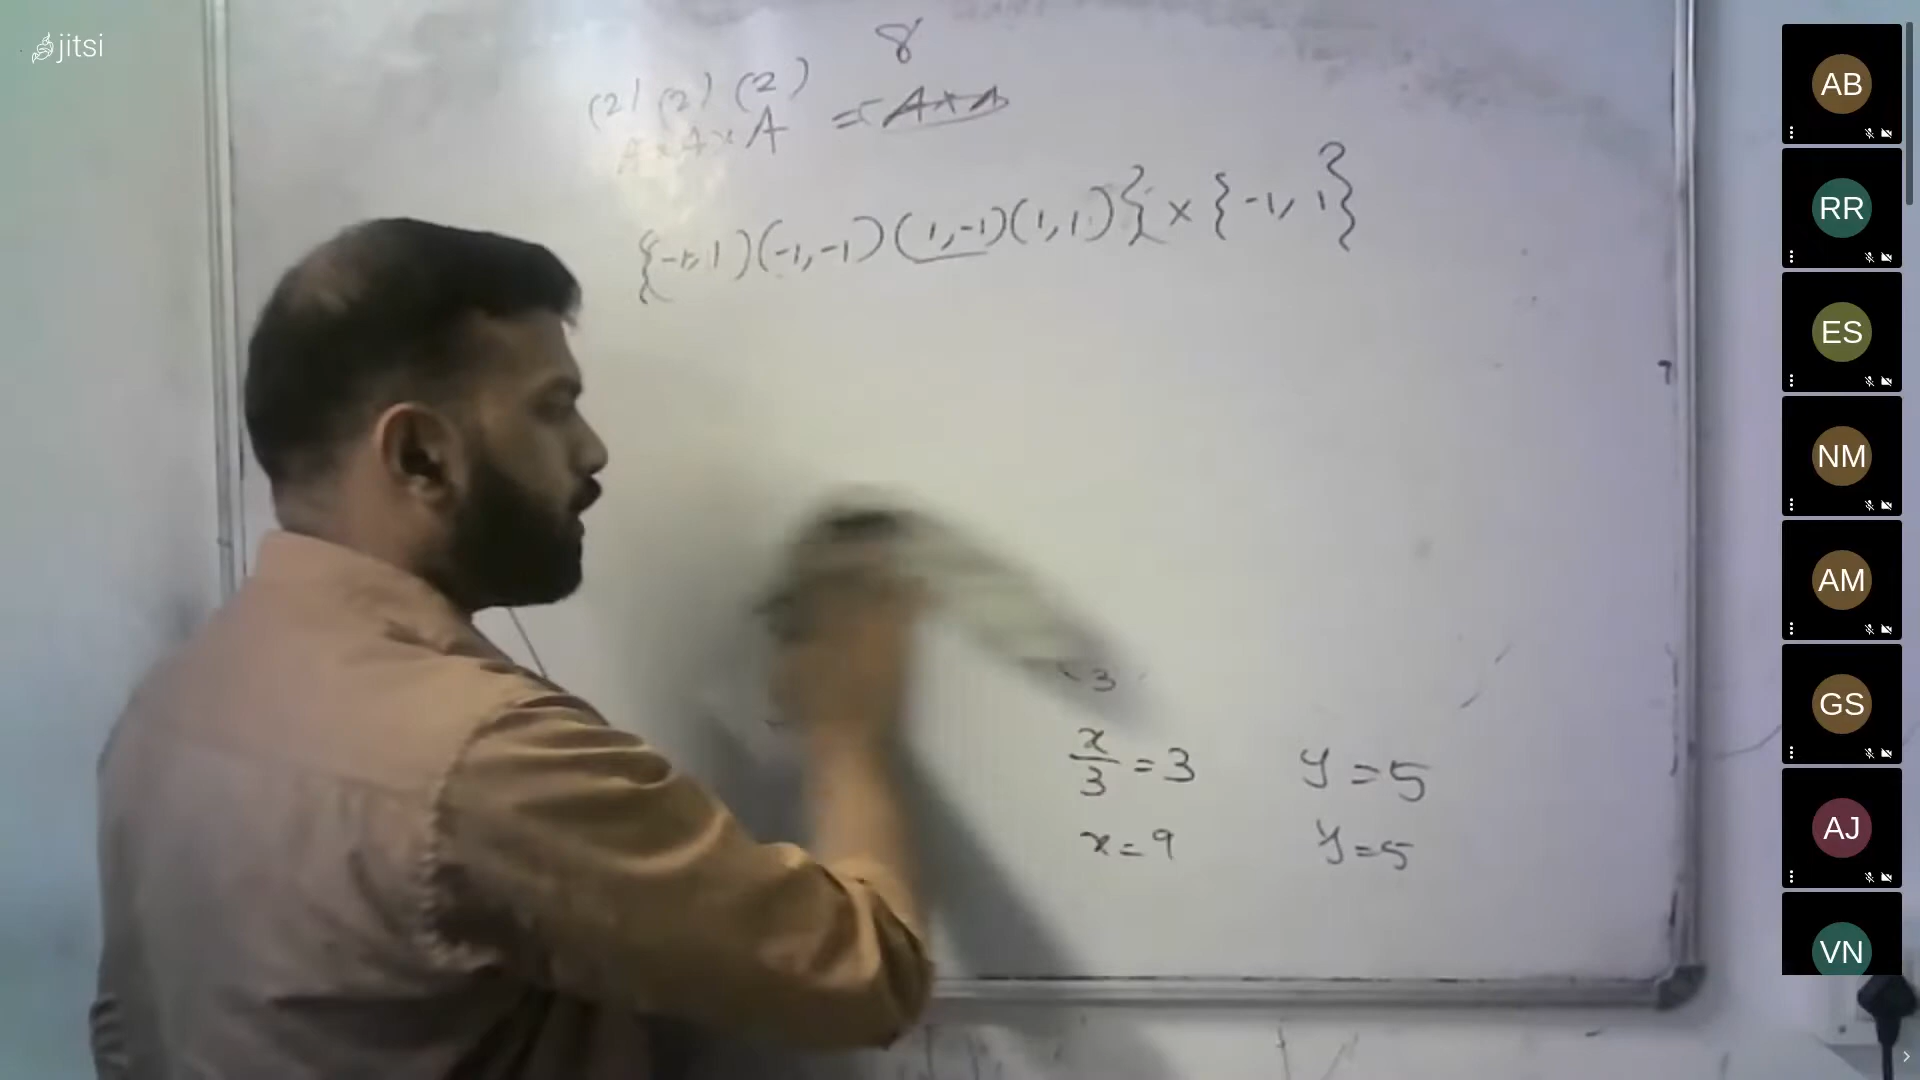 jitsi
8
(2) (2) (2)
A × A × A = (A × A
{(-1, 1) (-1, -1) (1, -1) (1, 1)} × {-1, 1}
3
x/3 = 3 y = 5
x = 9 y = 5
AB
RR
ES
NM
AM
GS
AJ
VN